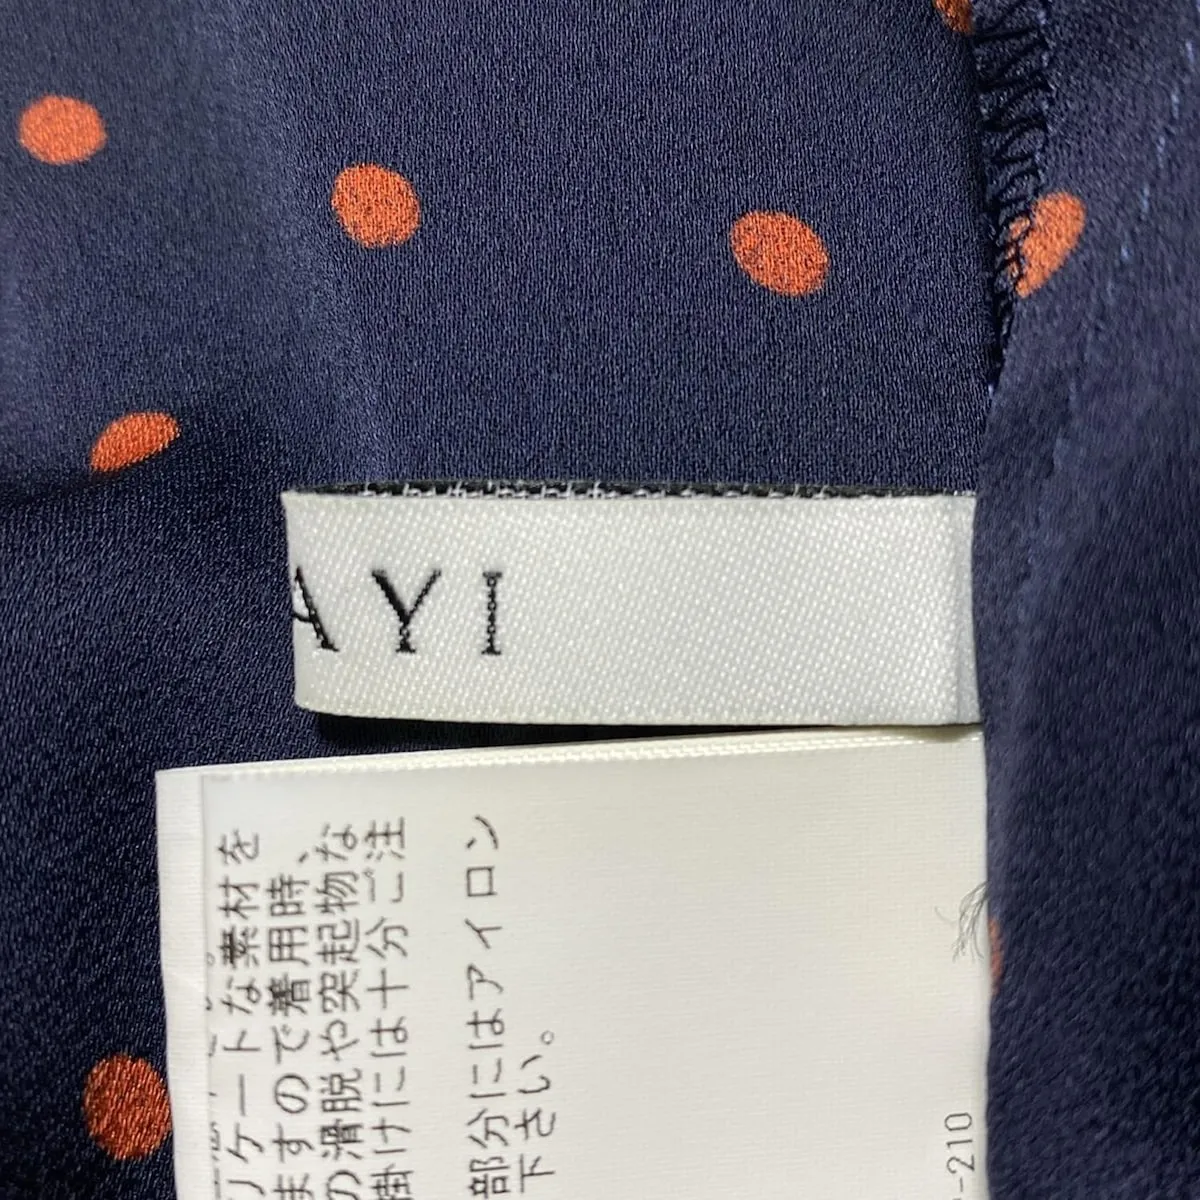 AYI
リケートな素材を
ますので着用時、
の滑脱や突起物な
掛けには十分ご注
部分にはアイロン
下さい。
-210